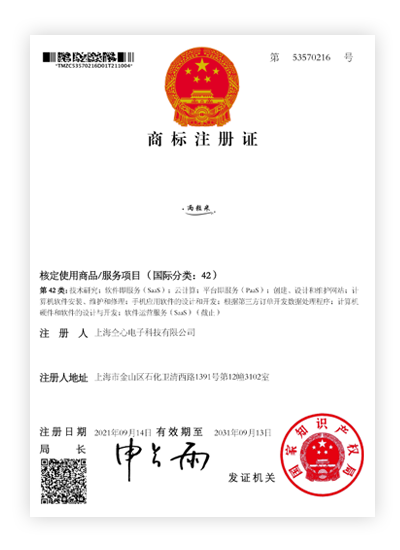 *TMZC53570216D01T211004*
第 53570216 号
商标注册证
两颗米
核定使用商品/服务项目（国际分类：42）
第42类：技术研究；软件即服务（SaaS）；云计算；平台即服务（PaaS）；创建、设计和维护网站；计
算机软件安装、维护和修理；手机应用软件的设计和开发；根据第三方订单开发数据处理程序；计算机
硬件和软件的设计与开发；软件运营服务（SaaS）（截止）
注册人 上海仝心电子科技有限公司
注册人地址 上海市金山区石化卫清西路1391号第12幢3102室
注册日期 2021年09月14日 有效期至 2031年09月13日
局长 申长雨
发证机关
国家知识产权局